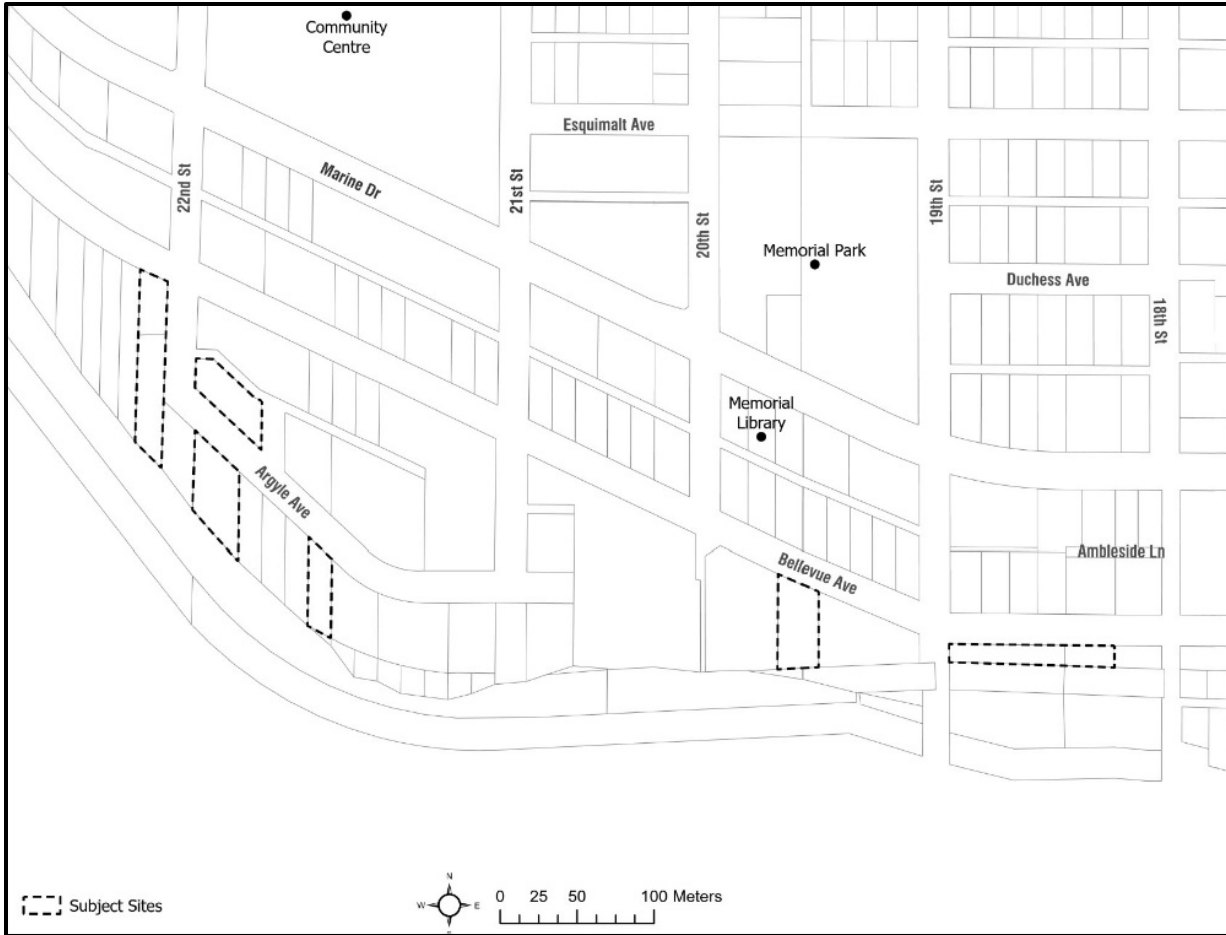 Community
Centre
Esquimalt Ave
Marine Dr
22nd St
21st St
20th St
19th St
Memorial Park
Duchess Ave
18th St
Memorial
Library
Argyle Ave
Bellevue Ave
Ambleside Ln
Subject Sites
N
W E
0 25 50 100 Meters